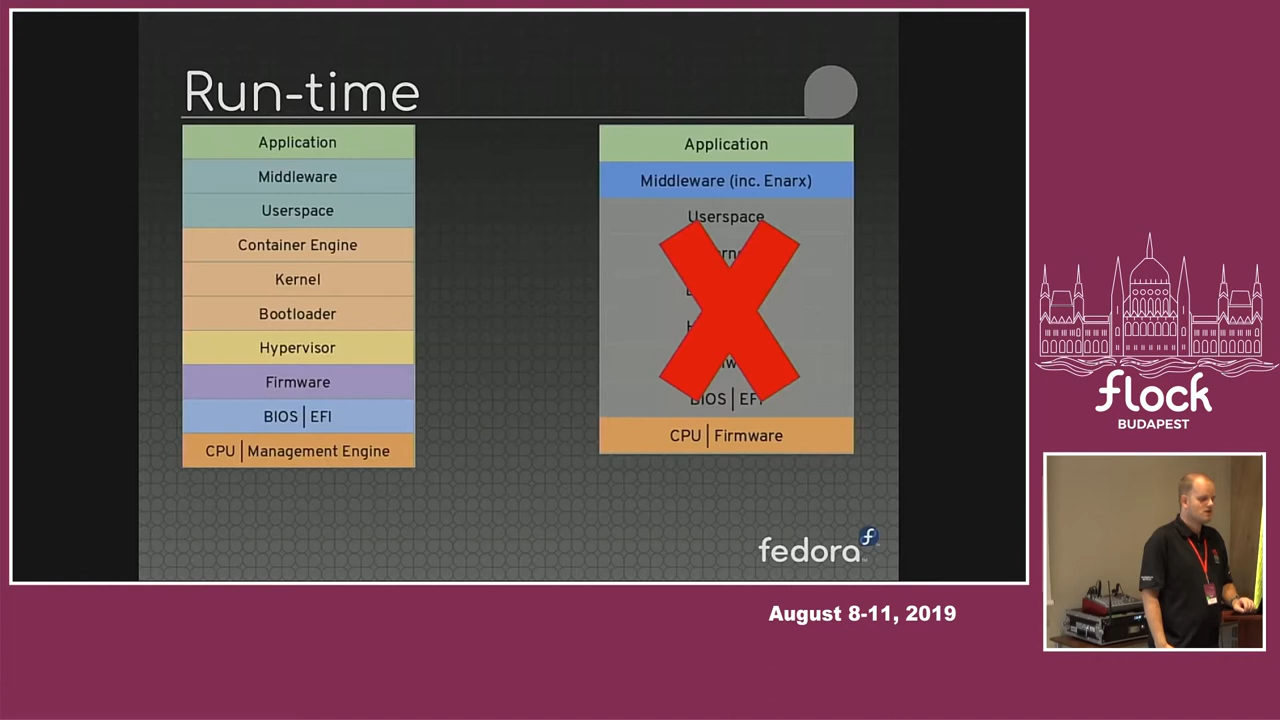 Run-time
Application
Middleware
Userspace
Container Engine
Kernel
Bootloader
Hypervisor
Firmware
BIOS | EFI
CPU | Management Engine
Application
Middleware (inc. Enarx)
Userspace
BIOS | EFI
CPU | Firmware
fedora
flock
BUDAPEST
August 8-11, 2019